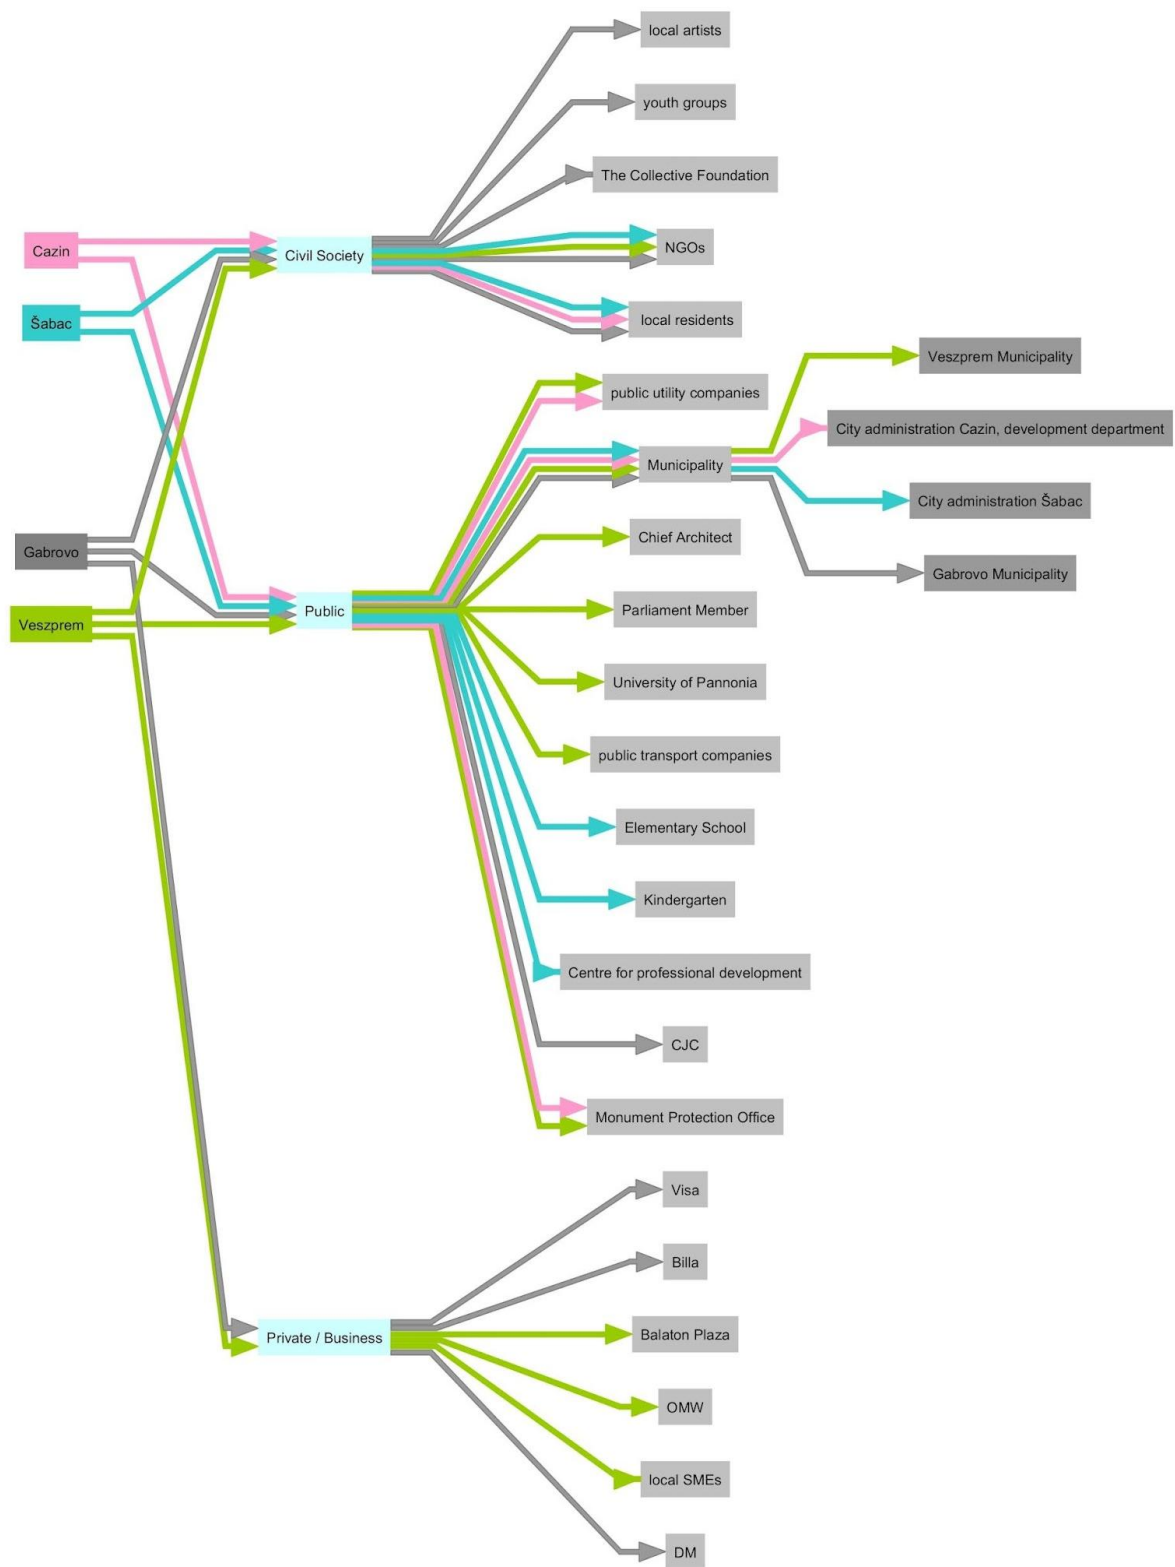 local artists
youth groups
The Collective Foundation
Cazin
Civil Society
NGOs
Šabac
local residents
Veszprem Municipality
public utility companies
City administration Cazin, development department
Municipality
City administration Šabac
Chief Architect
Gabrovo
Gabrovo Municipality
Public
Parliament Member
Veszprem
University of Pannonia
public transport companies
Elementary School
Kindergarten
Centre for professional development
CJC
Monument Protection Office
Visa
Billa
Private / Business
Balaton Plaza
OMW
local SMEs
DM